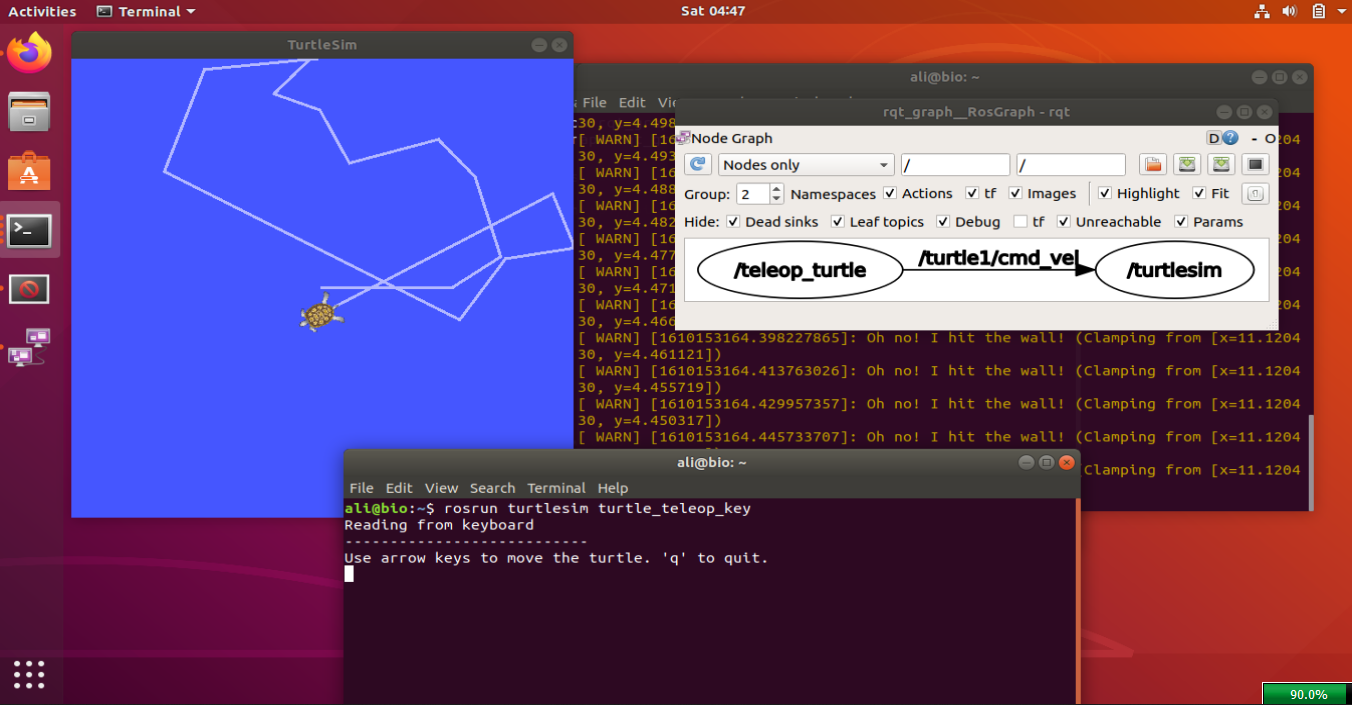 Activities Terminal Sat 04:47
TurtleSim
ali@bio: ~
File Edit Vi
rqt_graph__RosGraph - rqt
Node Graph D - O
Nodes only / /
Group: 2 Namespaces Actions tf Images Highlight Fit
Hide: Dead sinks Leaf topics Debug tf Unreachable Params
/teleop_turtle /turtle1/cmd_vel /turtlesim
30, y=4.498
[ WARN] [16 1204
30, y=4.493
[ WARN] [16 1204
30, y=4.488
[ WARN] [16 1204
30, y=4.482
[ WARN] [16 1204
30, y=4.477
[ WARN] [16 1204
30, y=4.471
[ WARN] [16 1204
30, y=4.466
[ WARN] [1610153164.398227865]: Oh no! I hit the wall! (Clamping from [x=11.1204
30, y=4.461121])
[ WARN] [1610153164.413763026]: Oh no! I hit the wall! (Clamping from [x=11.1204
30, y=4.455719])
[ WARN] [1610153164.429957357]: Oh no! I hit the wall! (Clamping from [x=11.1204
30, y=4.450317])
[ WARN] [1610153164.445733707]: Oh no! I hit the wall! (Clamping from [x=11.1204
Clamping from [x=11.1204
ali@bio: ~
File Edit View Search Terminal Help
ali@bio:~$ rosrun turtlesim turtle_teleop_key
Reading from keyboard
---------------------------
Use arrow keys to move the turtle. 'q' to quit.
90.0%